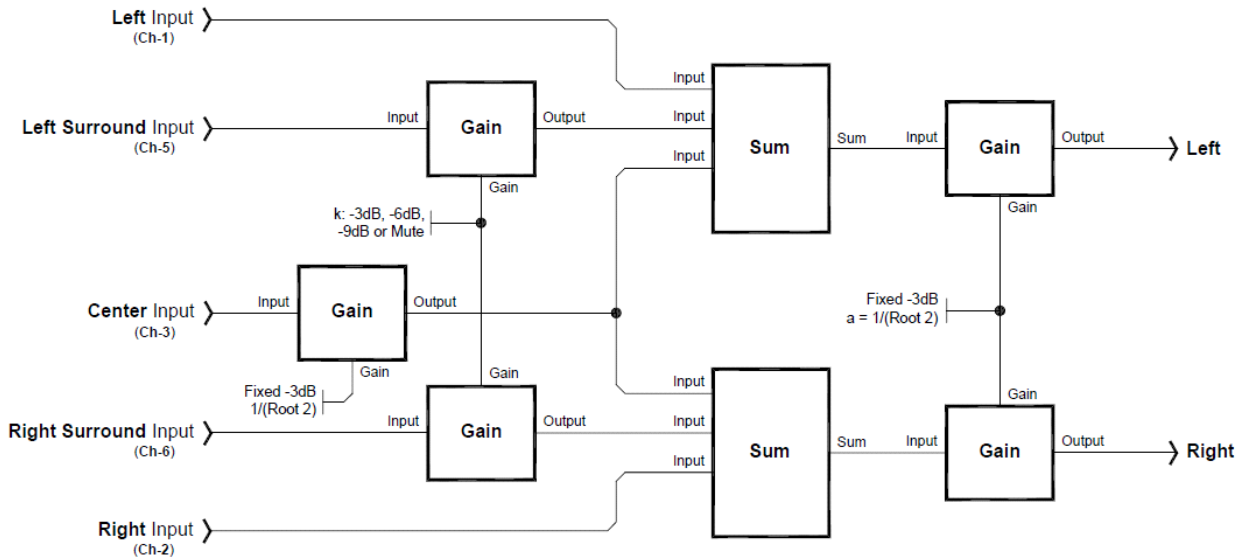 Left Input
(Ch-1)
Input
Left Surround Input
(Ch-5)
Input
Gain
Output
Input
Input
Sum
Sum
Input
Gain
Output
Left
Gain
Gain
k: -3dB, -6dB,
-9dB or Mute
Center Input
(Ch-3)
Input
Gain
Output
Fixed -3dB
a = 1/(Root 2)
Gain
Fixed -3dB
1/(Root 2)
Gain
Input
Gain
Right Surround Input
(Ch-6)
Input
Gain
Output
Input
Input
Sum
Sum
Input
Gain
Output
Right
Right Input
(Ch-2)